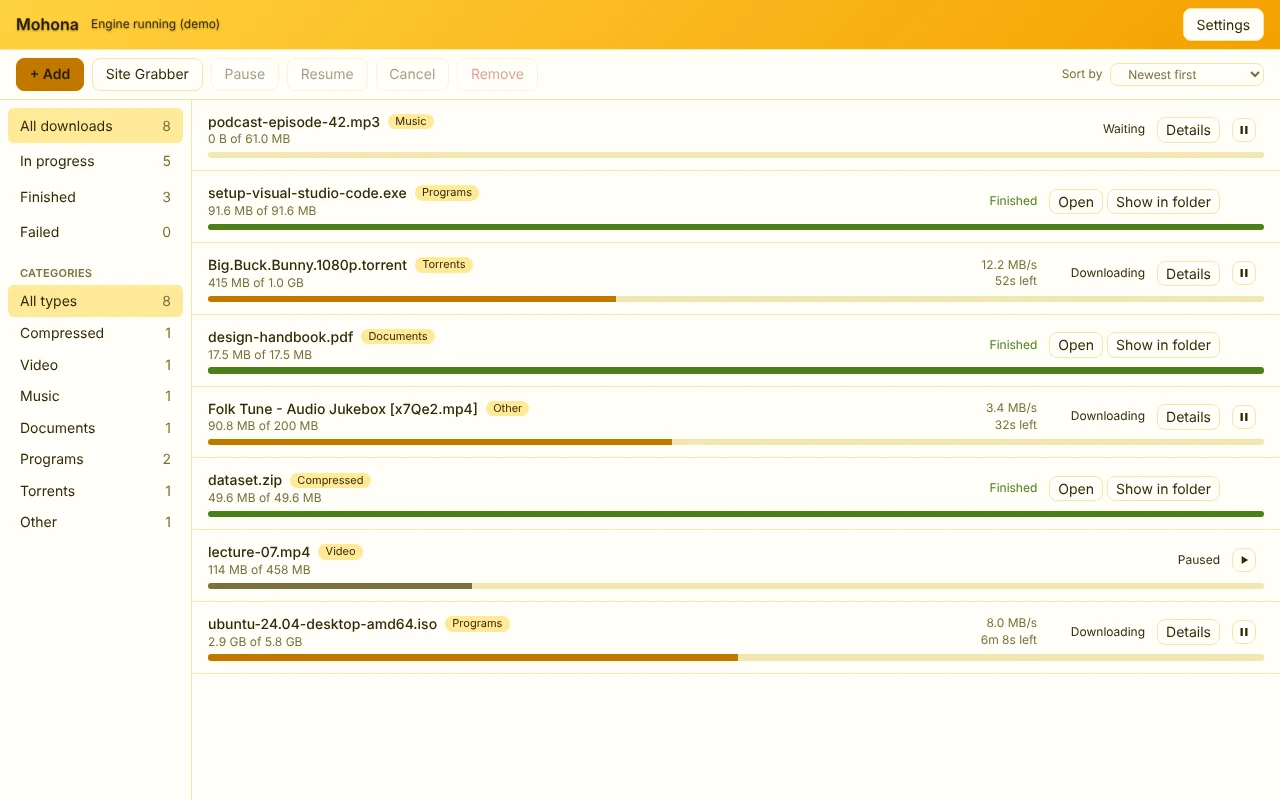 Mohona Engine running (demo) Settings
+ Add Site Grabber Pause Resume Cancel Remove Sort by Newest first
All downloads 8
In progress 5
Finished 3
Failed 0
CATEGORIES
All types 8
Compressed 1
Video 1
Music 1
Documents 1
Programs 2
Torrents 1
Other 1
podcast-episode-42.mp3 Music
0 B of 61.0 MB
Waiting Details
setup-visual-studio-code.exe Programs
91.6 MB of 91.6 MB
Finished Open Show in folder
Big.Buck.Bunny.1080p.torrent Torrents
415 MB of 1.0 GB
12.2 MB/s
52s left
Downloading Details
design-handbook.pdf Documents
17.5 MB of 17.5 MB
Finished Open Show in folder
Folk Tune - Audio Jukebox [x7Qe2.mp4] Other
90.8 MB of 200 MB
3.4 MB/s
32s left
Downloading Details
dataset.zip Compressed
49.6 MB of 49.6 MB
Finished Open Show in folder
lecture-07.mp4 Video
114 MB of 458 MB
Paused
ubuntu-24.04-desktop-amd64.iso Programs
2.9 GB of 5.8 GB
8.0 MB/s
6m 8s left
Downloading Details